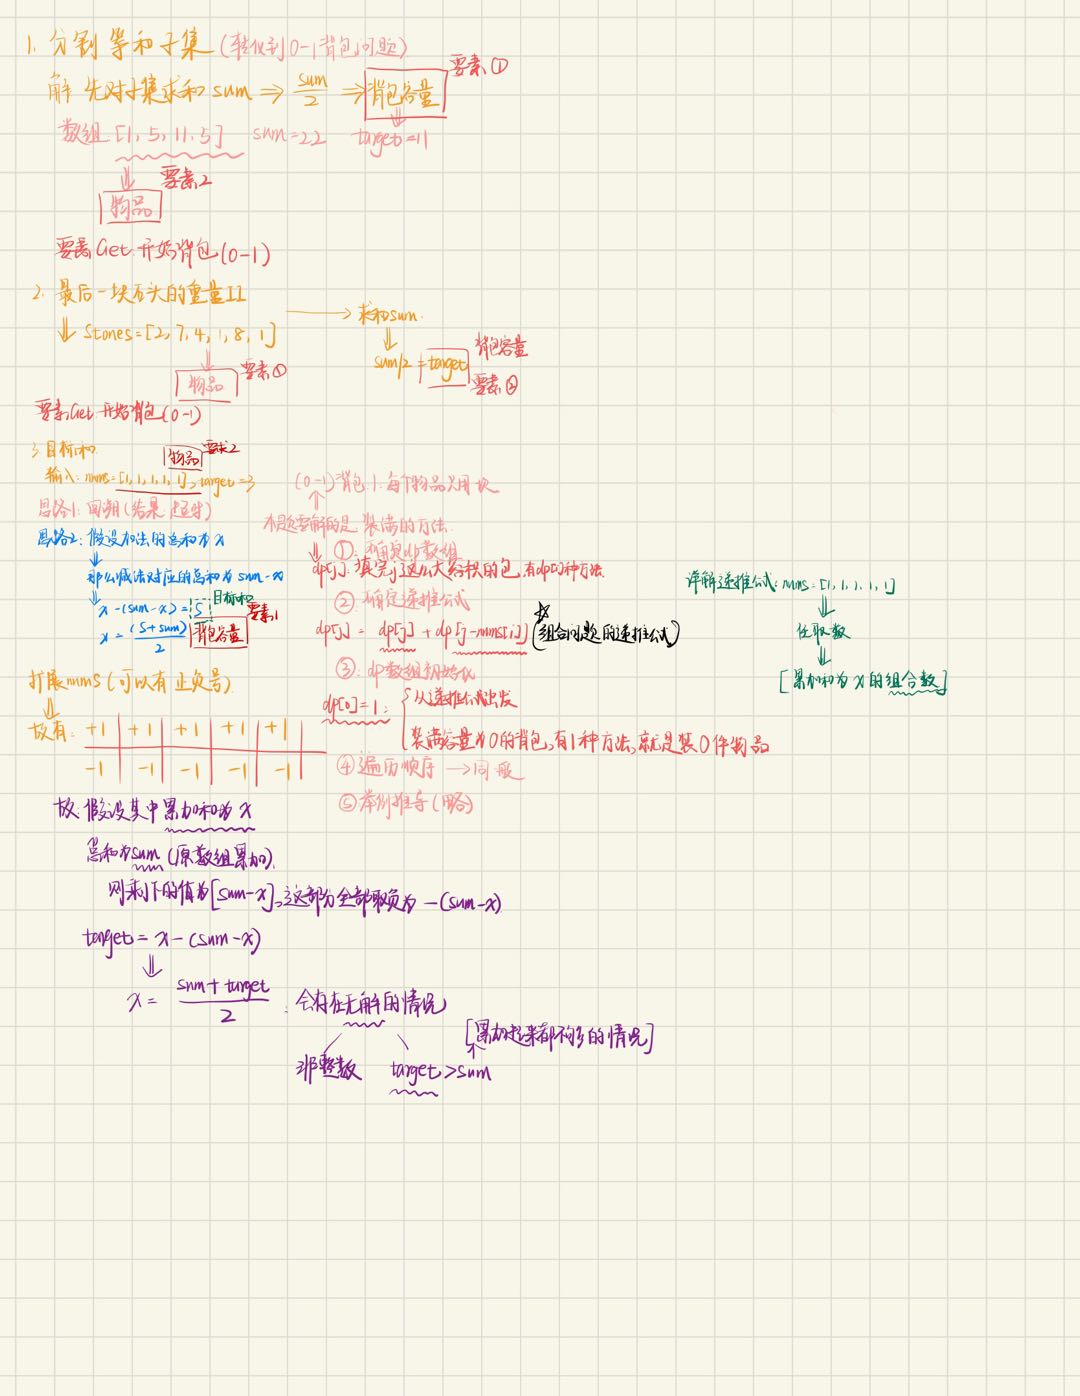 1. 分割等和子集(转化到0-1背包问题)
解 先对子集求和 sum ⇒ sum/2 ⇒ 背包容量 要素①
数组 [1, 5, 11, 5] sum=22 target=11
要素2
物品
要素Get 开始背包(0-1)
2. 最后一块石头的重量II
Stones=[2, 7, 4, 1, 8, 1] → 求和sum.
sum/2 = target 背包容量
物品 要素① 要素②
要素Get 开始背包(0-1)
3 目标和 物品 要素2
输入: nums=[1, 1, 1, 1, 1], target=3
思路1: 回溯(结果:超时)
思路2: 假设加法的总和为x
那么减法对应的总和为 sum-x
x-(sum-x)=S 目标和
x=(S+sum)/2 背包容量 要素1
(0-1)背包1: 每个物品只用一次
本题要解的是 装满的方法.
①: 确定dp数组
dp[j]: 填完j这么大容积的包, 有dp[j]种方法.
②: 确定递推公式
dp[j] = dp[j] + dp[j-nums[i]] (组合问题的递推公式)
③: dp数组初始化
dp[0]=1: 从递推公式出发
装满容量为0的背包, 有1种方法, 就是装0件物品
④遍历顺序 → 同一般
⑤举例推导(略)
详解递推公式: nums=[1, 1, 1, 1, 1]
任取数
[累加和为x的组合数]
扩展nums(可以有正负号)
故有: +1 +1 +1 +1 +1
-1 -1 -1 -1 -1
故: 假设其中累加和为x
总和为sum (原数组累加)
则剩下的值为[sum-x], 这部分全部取负为 -(sum-x)
target = x-(sum-x)
x = (sum+target)/2 . 会存在无解的情况
[累加起来都不够的情况]
非整数 target>sum